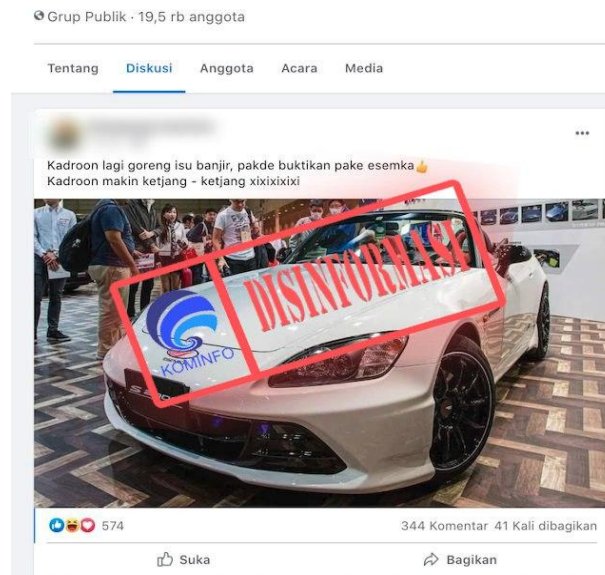 Grup Publik · 19,5 rb anggota
Tentang Diskusi Anggota Acara Media
Kadroon lagi goreng isu banjir, pakde buktikan pake esemka👍
Kadroon makin ketjang - ketjang xixixixixi
DISINFORMASI
KOMINFO
574
344 Komentar 41 Kali dibagikan
Suka
Bagikan